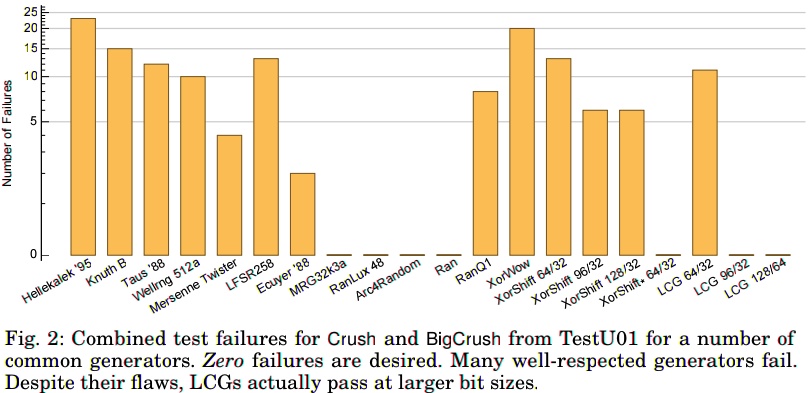 25
20
15
10
5
0
Number of Failures
Hellekalek '95
Knuth B
Taus '88
Wellrng 512a
Mersenne Twister
LFSR258
Ecuyer '88
MRG32k3a
RanLux 48
Arc4Random
Ran
RanQ1
XorWow
XorShift 64/32
XorShift 96/32
XorShift 128/32
XorShift* 64/32
LCG 64/32
LCG 96/32
LCG 128/64
Fig. 2: Combined test failures for Crush and BigCrush from TestU01 for a number of
common generators. Zero failures are desired. Many well-respected generators fail.
Despite their flaws, LCGs actually pass at larger bit sizes.